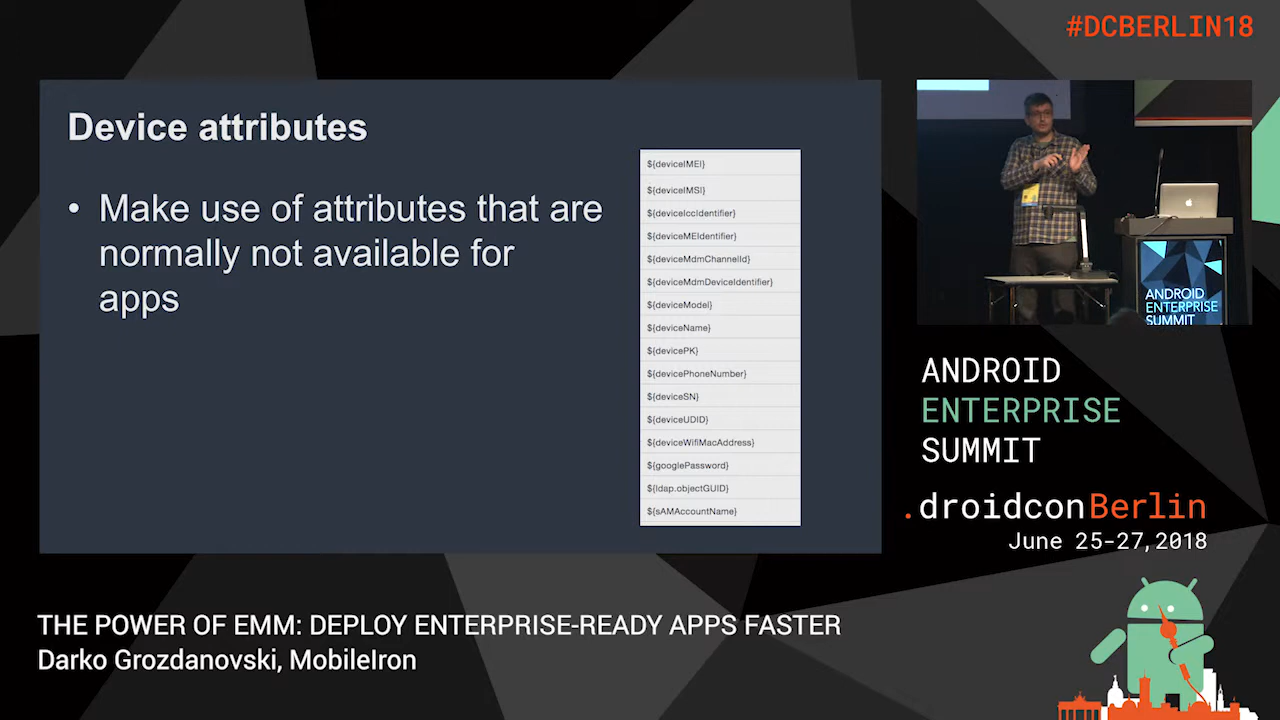 #DCBERLIN18
Device attributes
• Make use of attributes that are
normally not available for
apps
${deviceIMEI}
${deviceIMSI}
${deviceIccIdentifier}
${deviceMEIdentifier}
${deviceMdmChannelId}
${deviceMdmDeviceIdentifier}
${deviceModel}
${deviceName}
${devicePK}
${devicePhoneNumber}
${deviceSN}
${deviceUDID}
${deviceWifiMacAddress}
${googlePassword}
${ldap.objectGUID}
${sAMAccountName}
ANDROID
ENTERPRISE
SUMMIT
ANDROID
ENTERPRISE
SUMMIT
.droidconBerlin
June 25-27,2018
THE POWER OF EMM: DEPLOY ENTERPRISE-READY APPS FASTER
Darko Grozdanovski, MobileIron